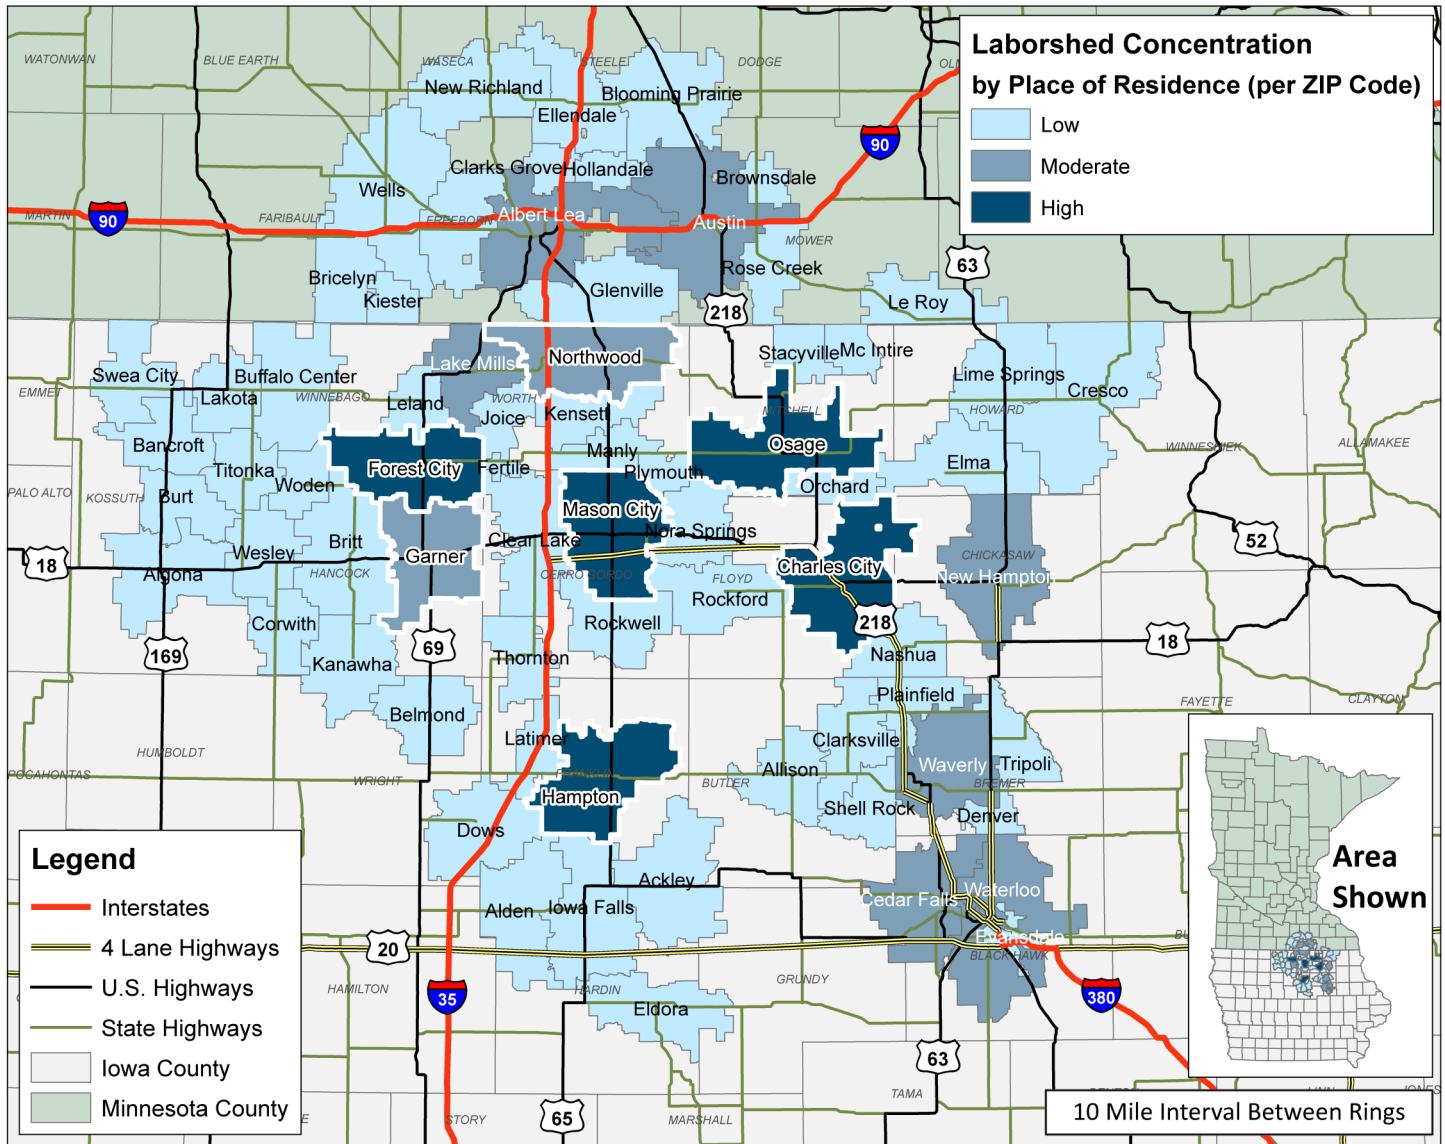 Laborshed Concentration
by Place of Residence (per ZIP Code)
Low
Moderate
High
WATONWAN
BLUE EARTH
WASECA
STEELE
DODGE
New Richland
Blooming Prairie
Ellendale
90
Clarks Grove
Hollandale
Brownsdale
Wells
MARTIN
90
FARIBAULT
FREEBORN
Albert Lea
Austin
MOWER
Bricelyn
Kiester
Glenville
Rose Creek
63
Le Roy
218
Northwood
Stacyville
Mc Intire
Lake Mills
Swea City
Buffalo Center
Lime Springs
Cresco
EMMET
Lakota
WINNEBAGO
Leland
WORTH
Joice
Kensett
MITCHELL
HOWARD
Bancroft
Manly
Osage
WINNESHIEK
ALLAMAKEE
Titonka
Forest City
Fertile
Plymouth
Elma
PALO ALTO
KOSSUTH
Burt
Woden
Orchard
Mason City
Nora Springs
Britt
Wesley
Garner
Clear Lake
52
CHICKASAW
18
Algona
HANCOCK
CERRO GORDO
FLOYD
Charles City
New Hampton
Rockford
Corwith
Rockwell
218
169
69
18
Kanawha
Thornton
Nashua
Plainfield
FAYETTE
CLAYTON
Belmond
Latimer
Clarksville
HUMBOLDT
POCAHONTAS
WRIGHT
FRANKLIN
BUTLER
Allison
Waverly
Tripoli
BREMER
Hampton
Shell Rock
Denver
Dows
Ackley
Alden
Iowa Falls
Cedar Falls
Waterloo
Evansdale
BLACK HAWK
20
HAMILTON
HARDIN
GRUNDY
35
Eldora
380
63
65
STORY
MARSHALL
TAMA
Legend
Interstates
4 Lane Highways
U.S. Highways
State Highways
Iowa County
Minnesota County
Area
Shown
10 Mile Interval Between Rings